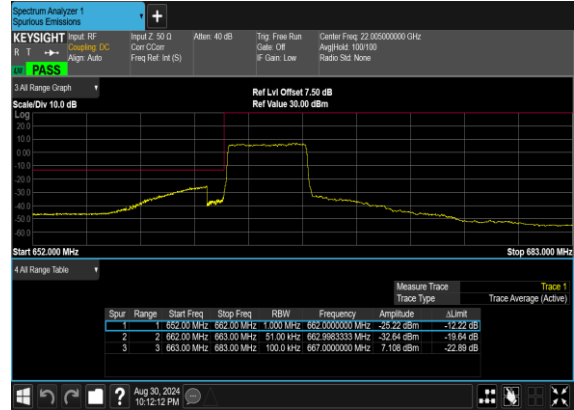 Spectrum Analyzer 1
Spurious Emissions
+
KEYSIGHT Input: RF Input Z: 50 Ω Atten: 40 dB Trig: Free Run Center Freq: 22.005000000 GHz
R T Coupling: DC Corr CCorr Gate: Off Avg|Hold: 100/100
Align: Auto Freq Ref: Int (S) IF Gain: Low Radio Std: None
PASS
3 All Range Graph
Ref Lvl Offset 7.50 dB
Scale/Div 10.0 dB Ref Value 30.00 dBm
Log
20.0
10.0
0.00
-10.0
-20.0
-30.0
-40.0
-50.0
-60.0
Start 652.000 MHz Stop 683.000 MHz
4 All Range Table
Measure Trace Trace 1
Trace Type Trace Average (Active)
Spur Range Start Freq Stop Freq RBW Frequency Amplitude ΔLimit
1 1 652.00 MHz 662.00 MHz 1.000 MHz 662.0000000 MHz -25.22 dBm -12.22 dB
2 2 662.00 MHz 663.00 MHz 51.00 kHz 662.9983333 MHz -32.64 dBm -19.64 dB
3 3 663.00 MHz 683.00 MHz 100.0 kHz 667.0000000 MHz 7.108 dBm -22.89 dB
? Aug 30, 2024
10:12:12 PM